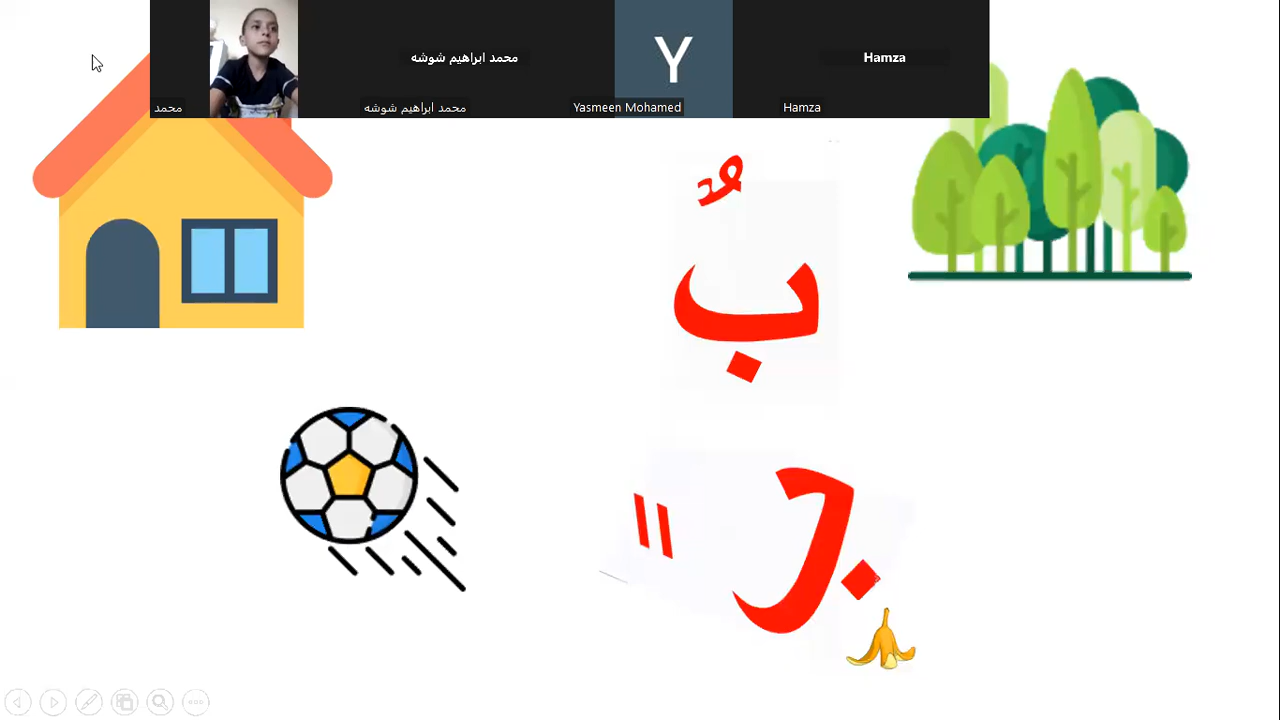 محمد ابراهيم شوشه
Hamza
محمد
محمد ابراهيم شوشه
Yasmeen Mohamed
Hamza
Y
بٌ
بً